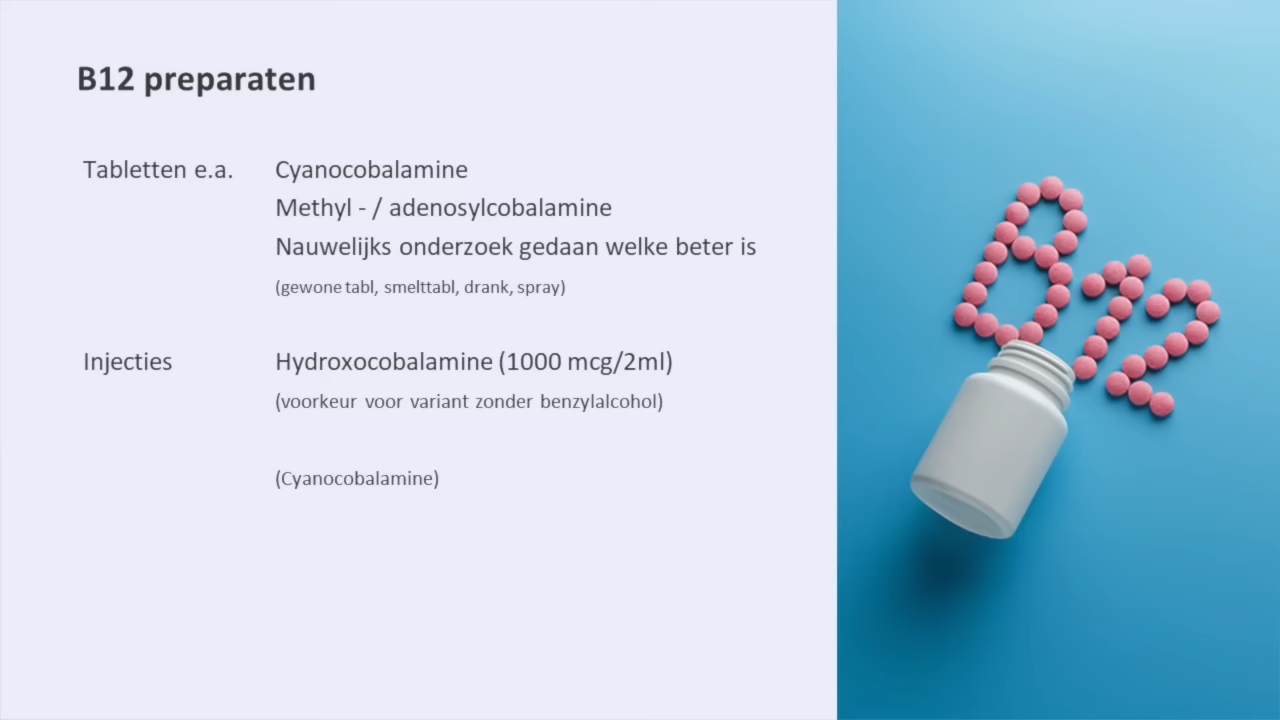 B12 preparaten
Tabletten e.a. Cyanocobalamine
Methyl - / adenosylcobalamine
Nauwelijks onderzoek gedaan welke beter is
(gewone tabl, smelttabl, drank, spray)
Injecties Hydroxocobalamine (1000 mcg/2ml)
(voorkeur voor variant zonder benzylalcohol)
(Cyanocobalamine)
B12